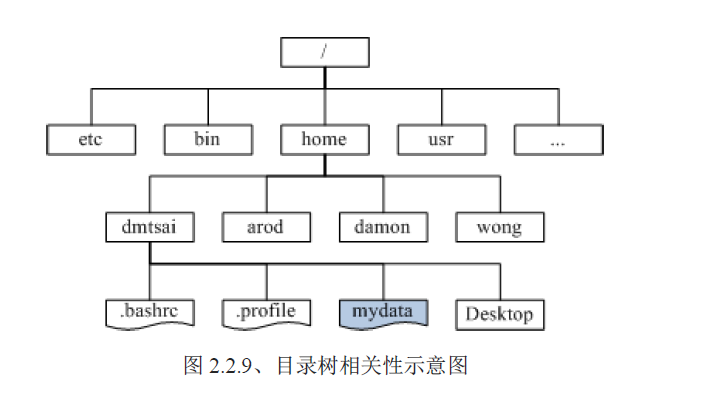 /
etc bin home usr ...
dmtsai arod damon wong
.bashrc .profile mydata Desktop
图 2.2.9、目录树相关性示意图